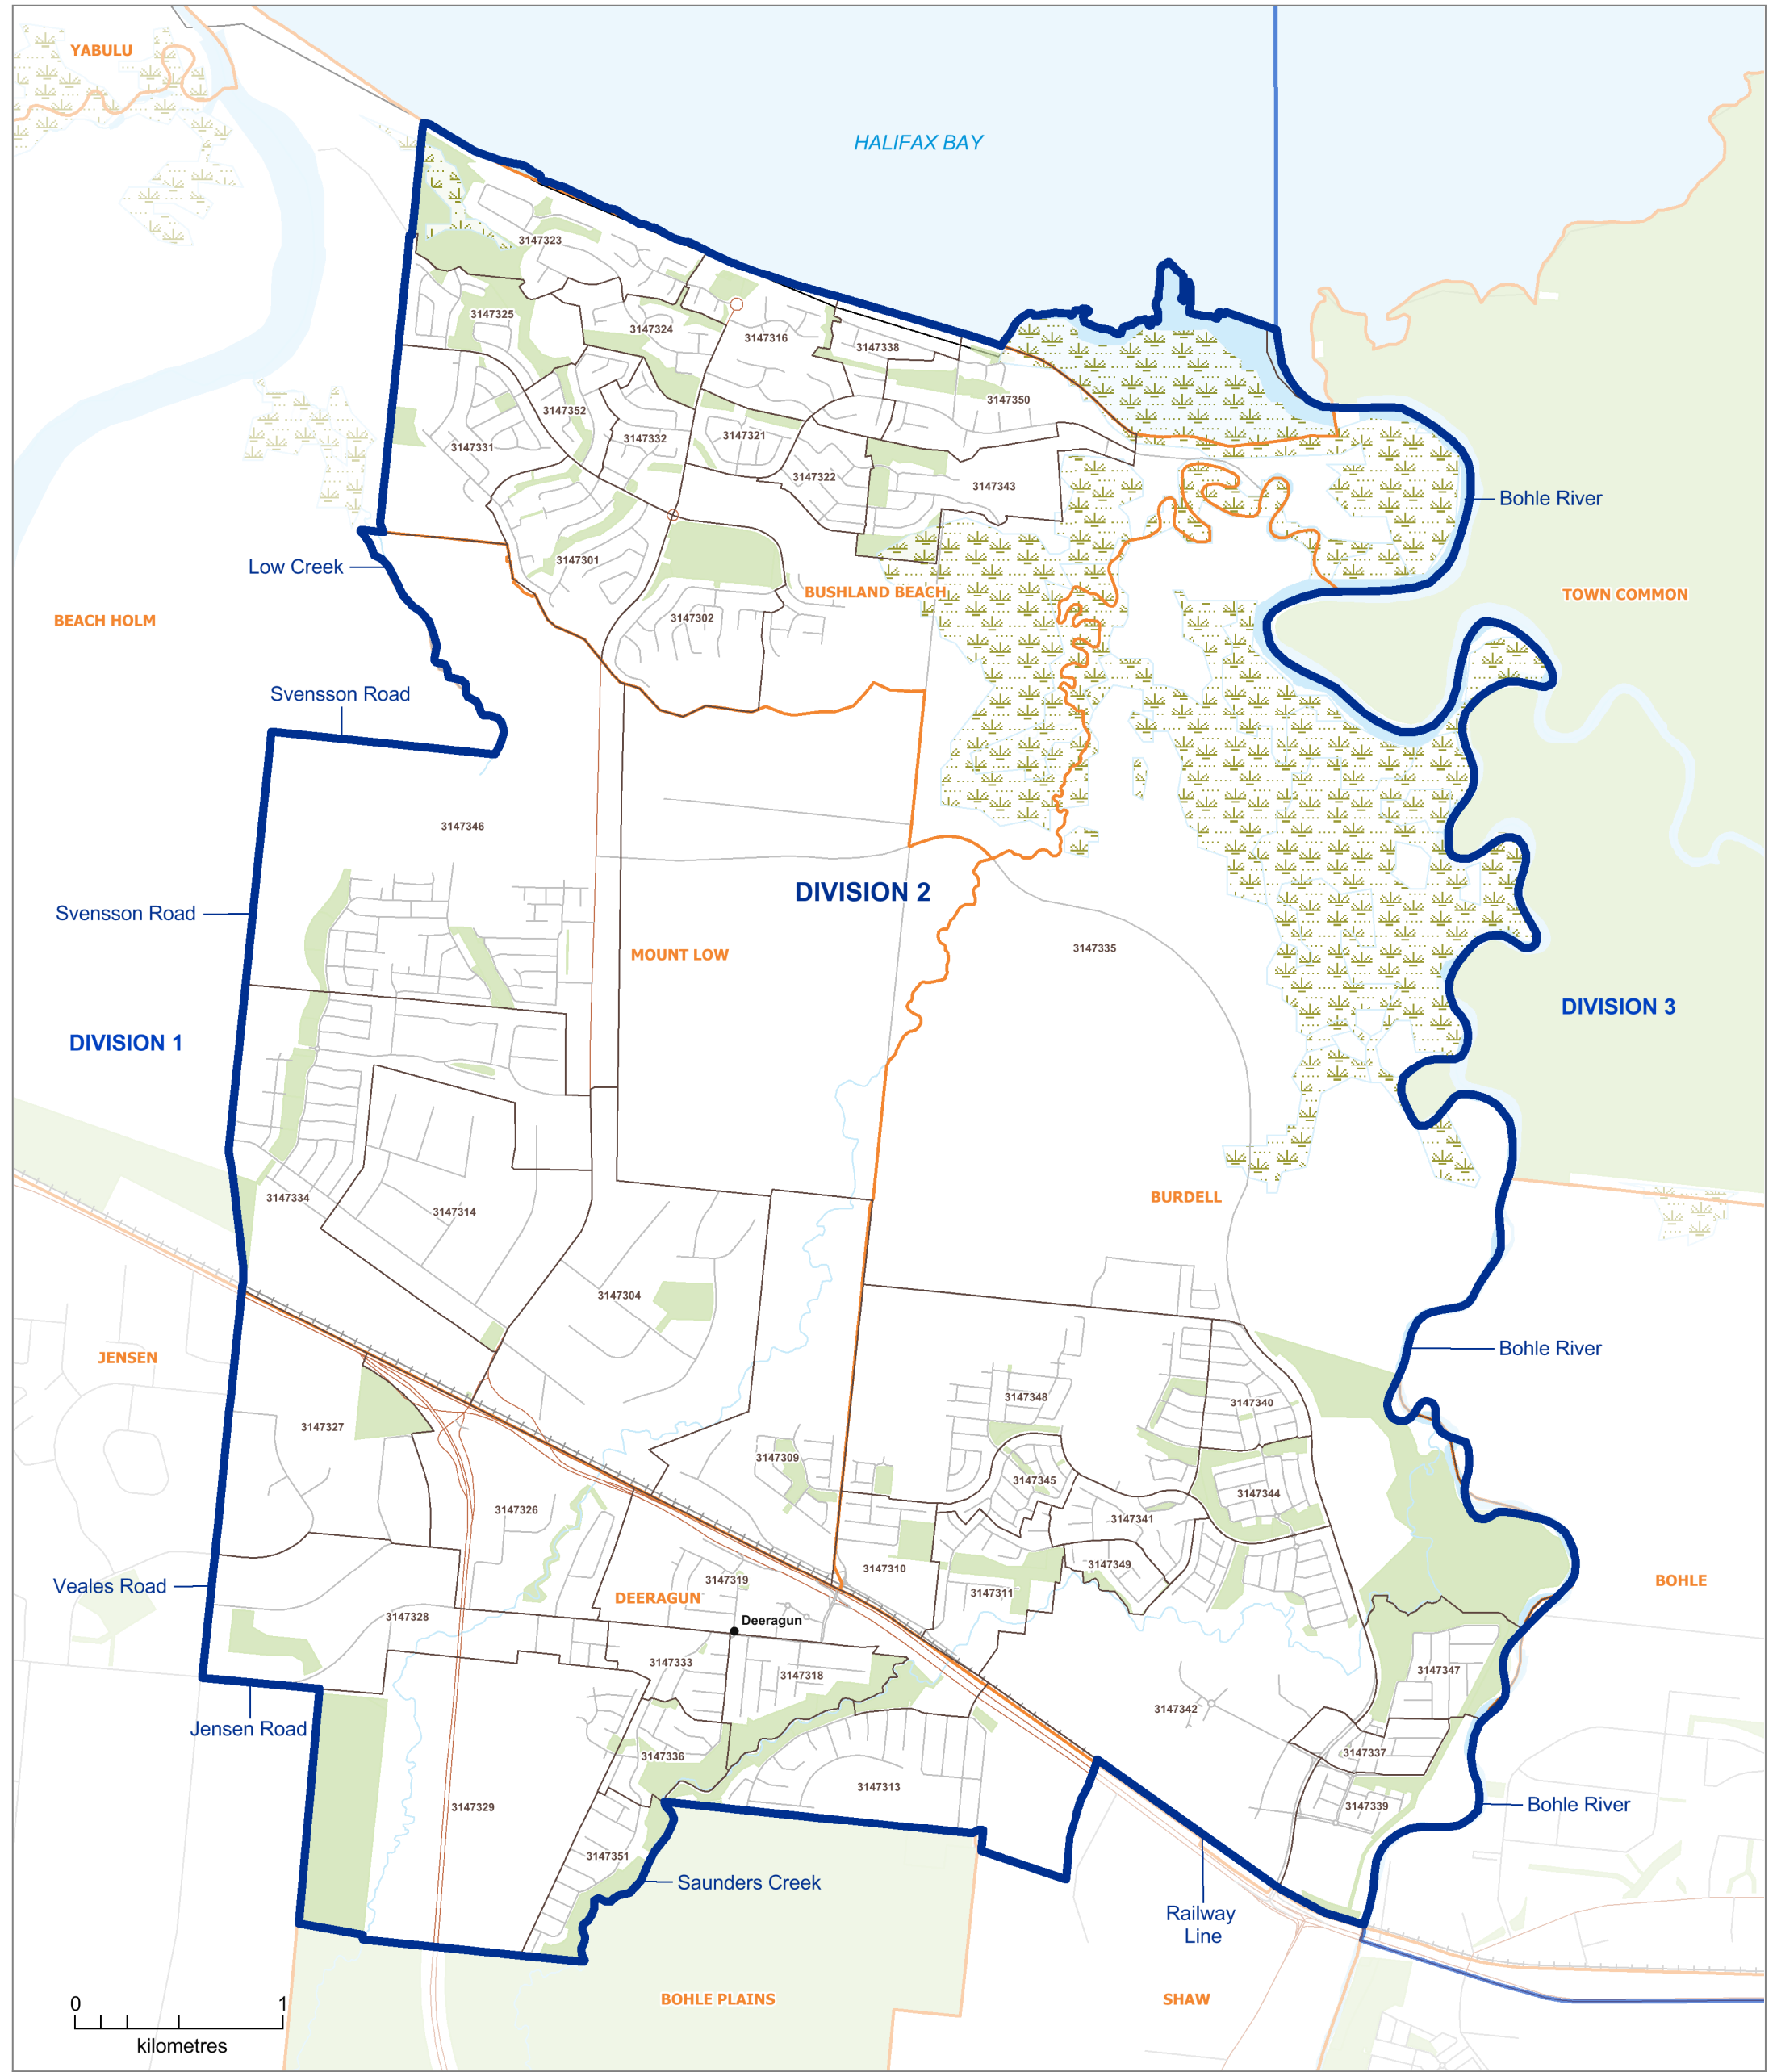 YABULU
HALIFAX BAY
3147323
3147325
3147324
3147316
3147338
3147350
3147352
3147331
3147332
3147321
3147322
3147343
Bohle River
Low Creek
3147301
BUSHLAND BEACH
TOWN COMMON
BEACH HOLM
3147302
Svensson Road
3147346
DIVISION 2
Svensson Road
MOUNT LOW
3147335
DIVISION 3
DIVISION 1
3147334
3147314
BURDELL
3147304
Bohle River
JENSEN
3147348
3147340
3147327
3147309
3147345
3147344
3147326
3147341
3147349
3147310
3147319
3147311
Veales Road
DEERAGUN
BOHLE
3147328
Deeragun
3147333
3147318
3147347
3147342
Jensen Road
3147336
3147337
3147313
3147329
3147339
Bohle River
3147351
Saunders Creek
Railway
Line
BOHLE PLAINS
SHAW
0 1
kilometres